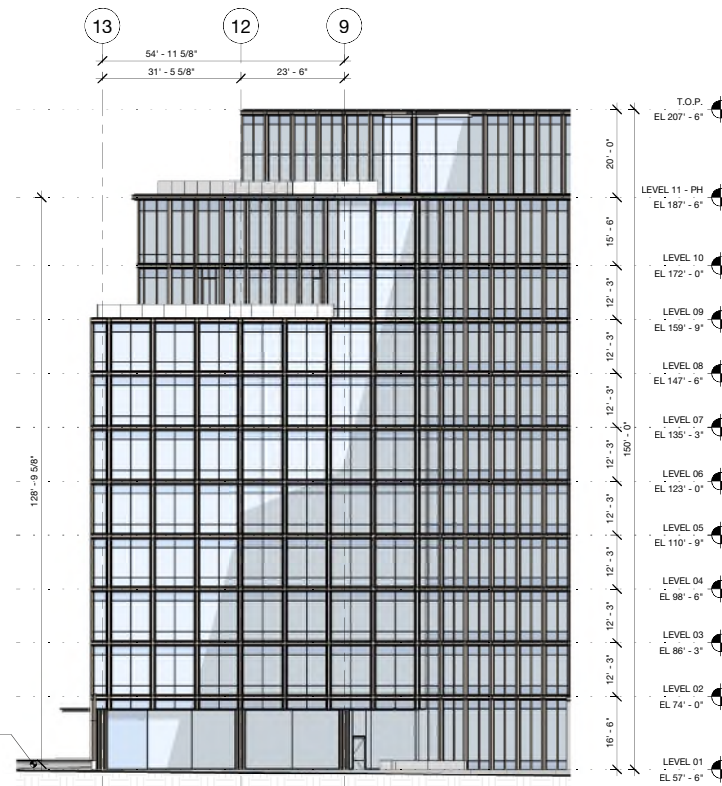 13
12
9
54' - 11 5/8"
31' - 5 5/8"
23' - 6"
T.O.P.
EL 207' - 6"
20' - 0"
LEVEL 11 - PH
EL 187' - 6"
15' - 6"
LEVEL 10
EL 172' - 0"
12' - 3"
LEVEL 09
EL 159' - 9"
12' - 3"
LEVEL 08
EL 147' - 6"
12' - 3"
LEVEL 07
EL 135' - 3"
150' - 0"
12' - 3"
LEVEL 06
EL 123' - 0"
128' - 9 5/8"
12' - 3"
LEVEL 05
EL 110' - 9"
12' - 3"
LEVEL 04
EL 98' - 6"
12' - 3"
LEVEL 03
EL 86' - 3"
12' - 3"
LEVEL 02
EL 74' - 0"
16' - 6"
LEVEL 01
EL 57' - 6"